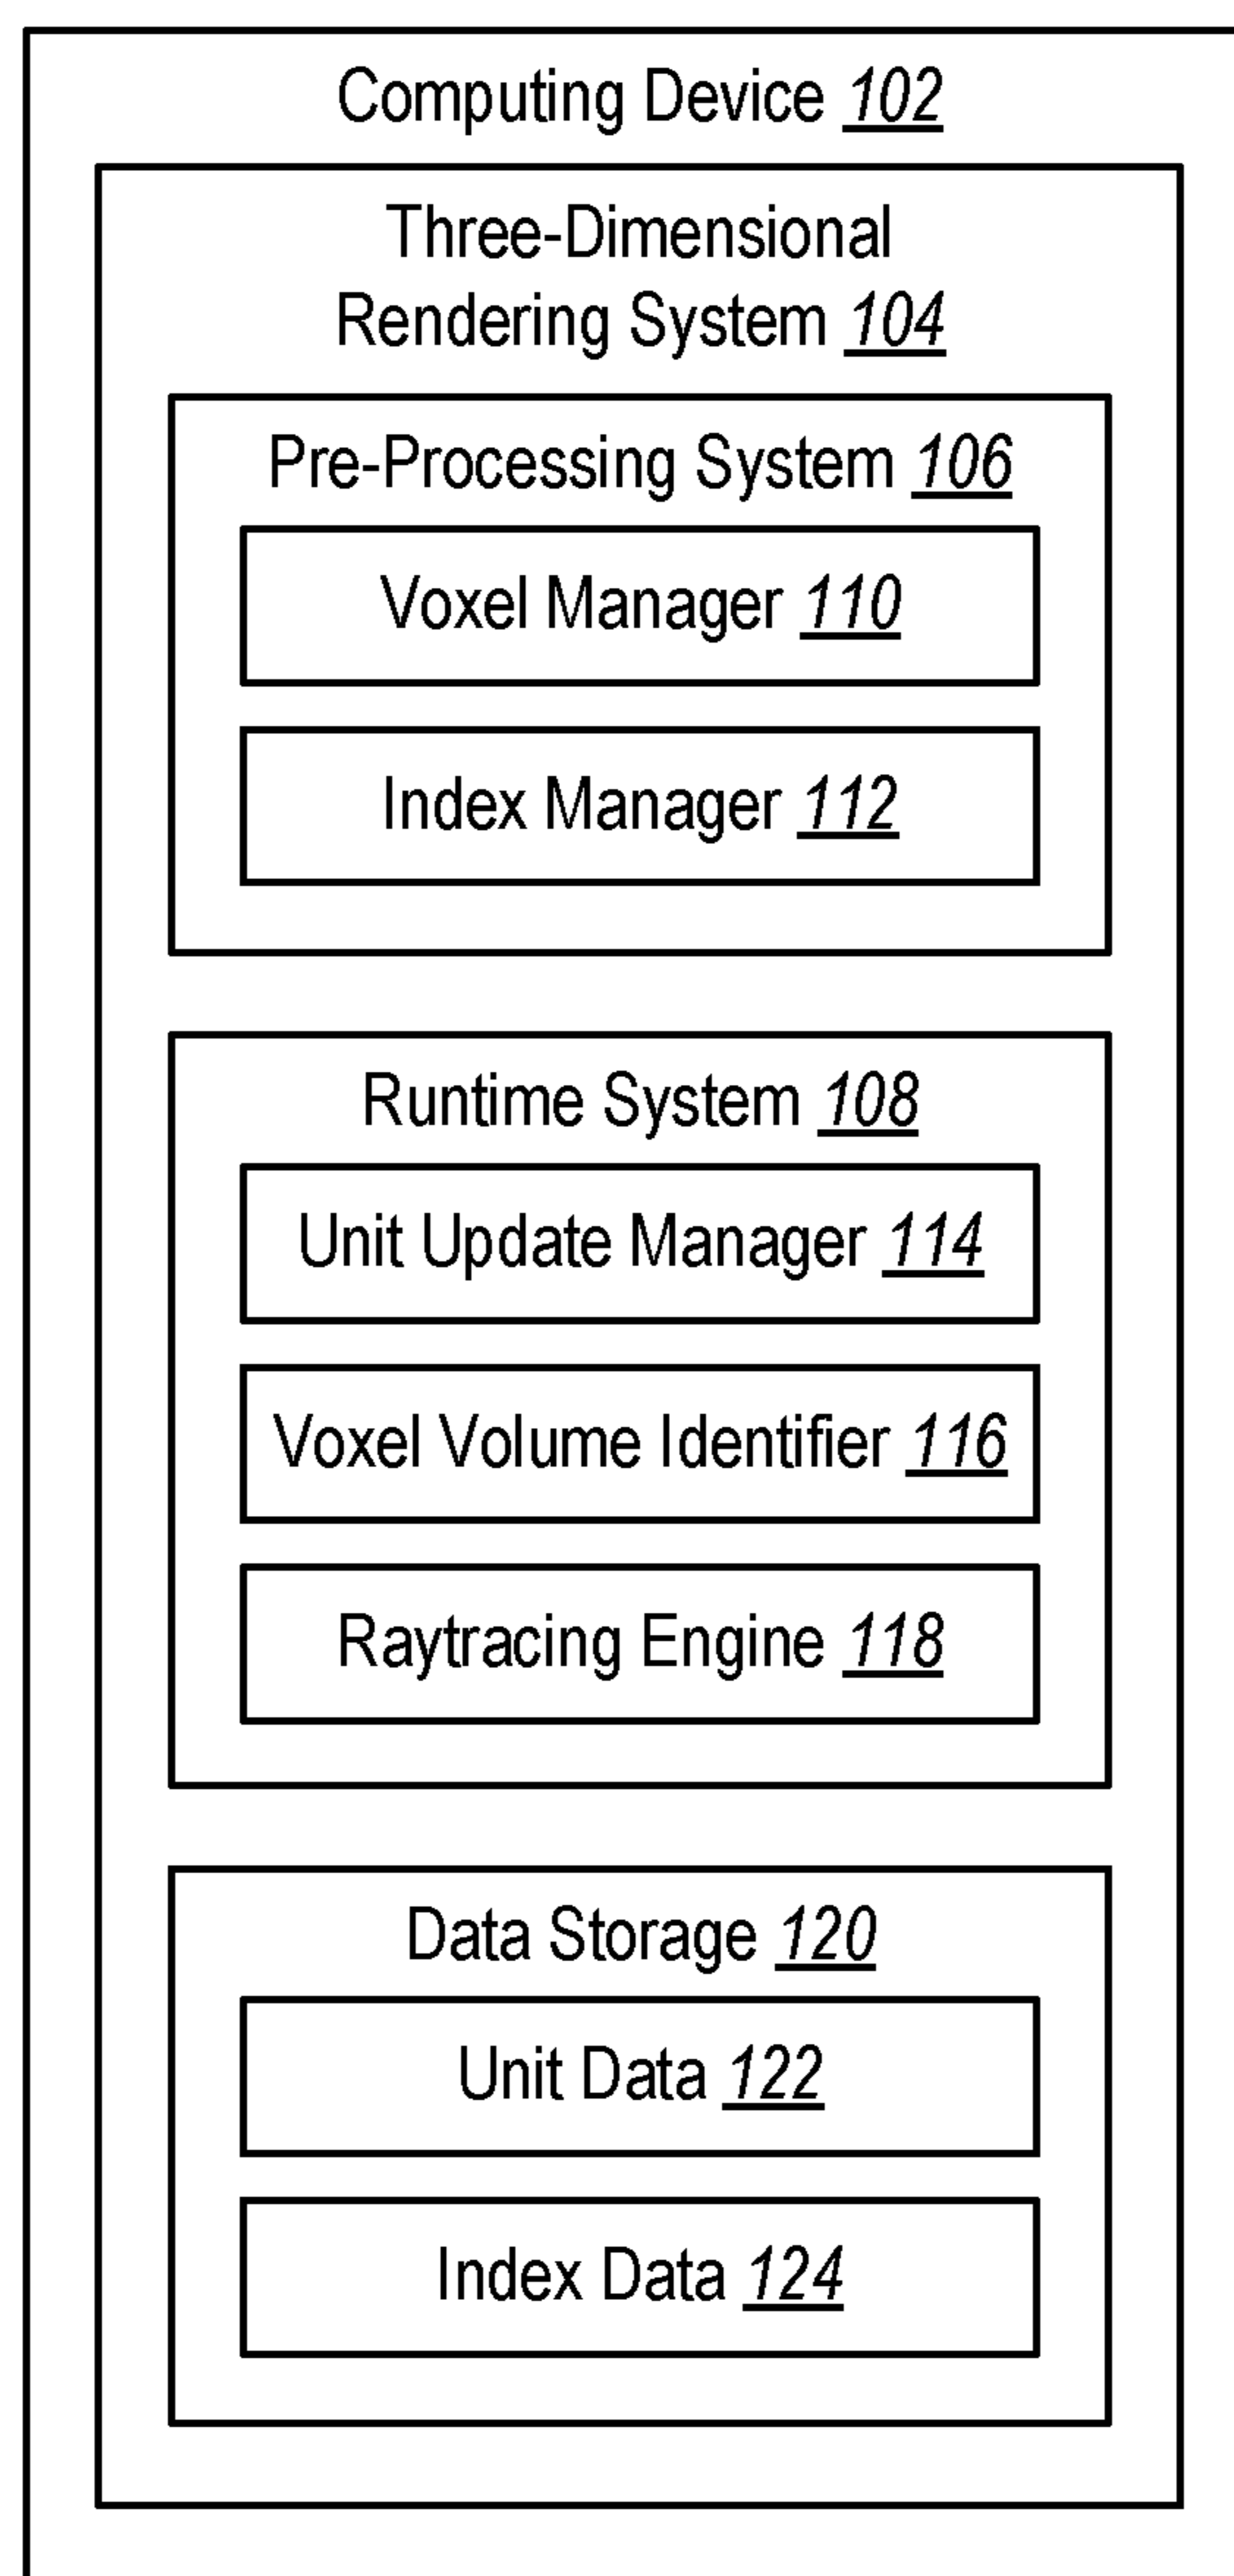 Computing Device 102
Three-Dimensional
Rendering System 104
Pre-Processing System 106
Voxel Manager 110
Index Manager 112
Runtime System 108
Unit Update Manager 114
Voxel Volume Identifier 116
Raytracing Engine 118
Data Storage 120
Unit Data 122
Index Data 124